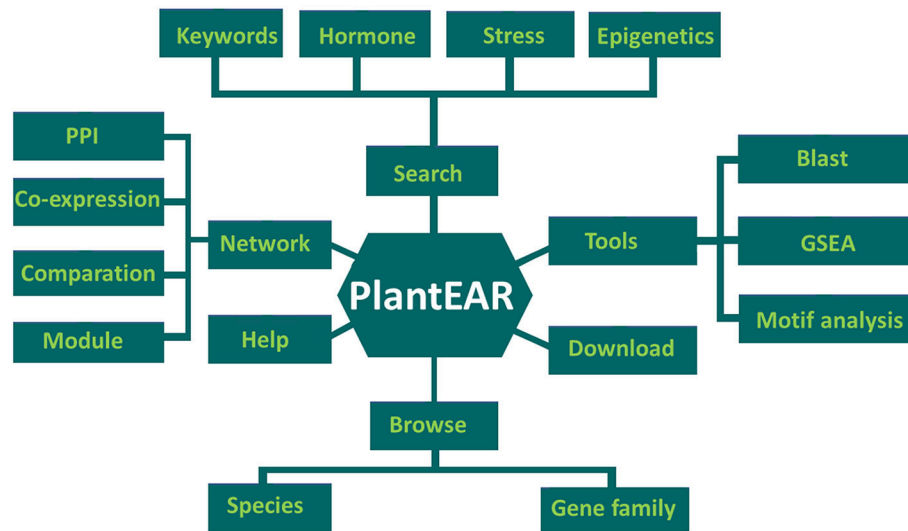 Keywords
Hormone
Stress
Epigenetics
Search
PPI
Co-expression
Comparation
Module
Network
Help
PlantEAR
Tools
Download
Blast
GSEA
Motif analysis
Browse
Species
Gene family